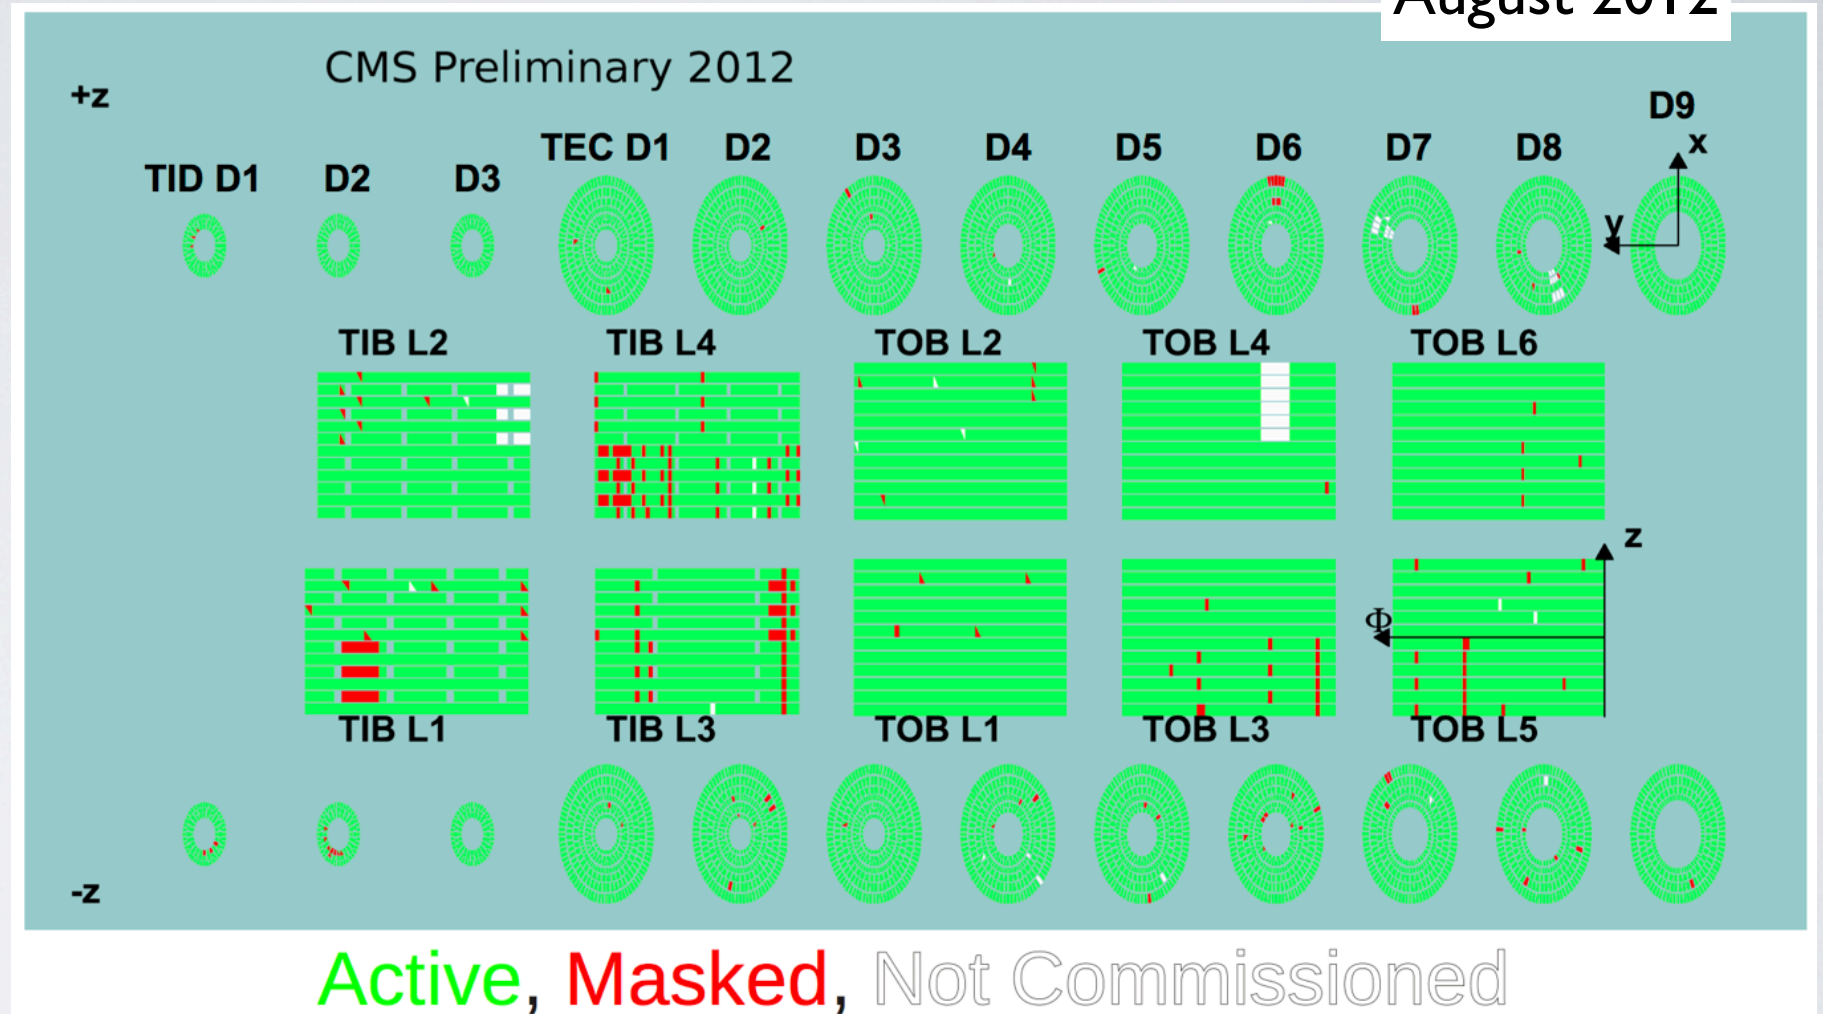 August 2012
CMS Preliminary 2012
+z
D9
TEC D1 D2 D3 D4 D5 D6 D7 D8
x
TID D1 D2 D3
y
TIB L2 TIB L4 TOB L2 TOB L4 TOB L6
z
Φ
TIB L1 TIB L3 TOB L1 TOB L3 TOB L5
-z
Active, Masked, Not Commissioned